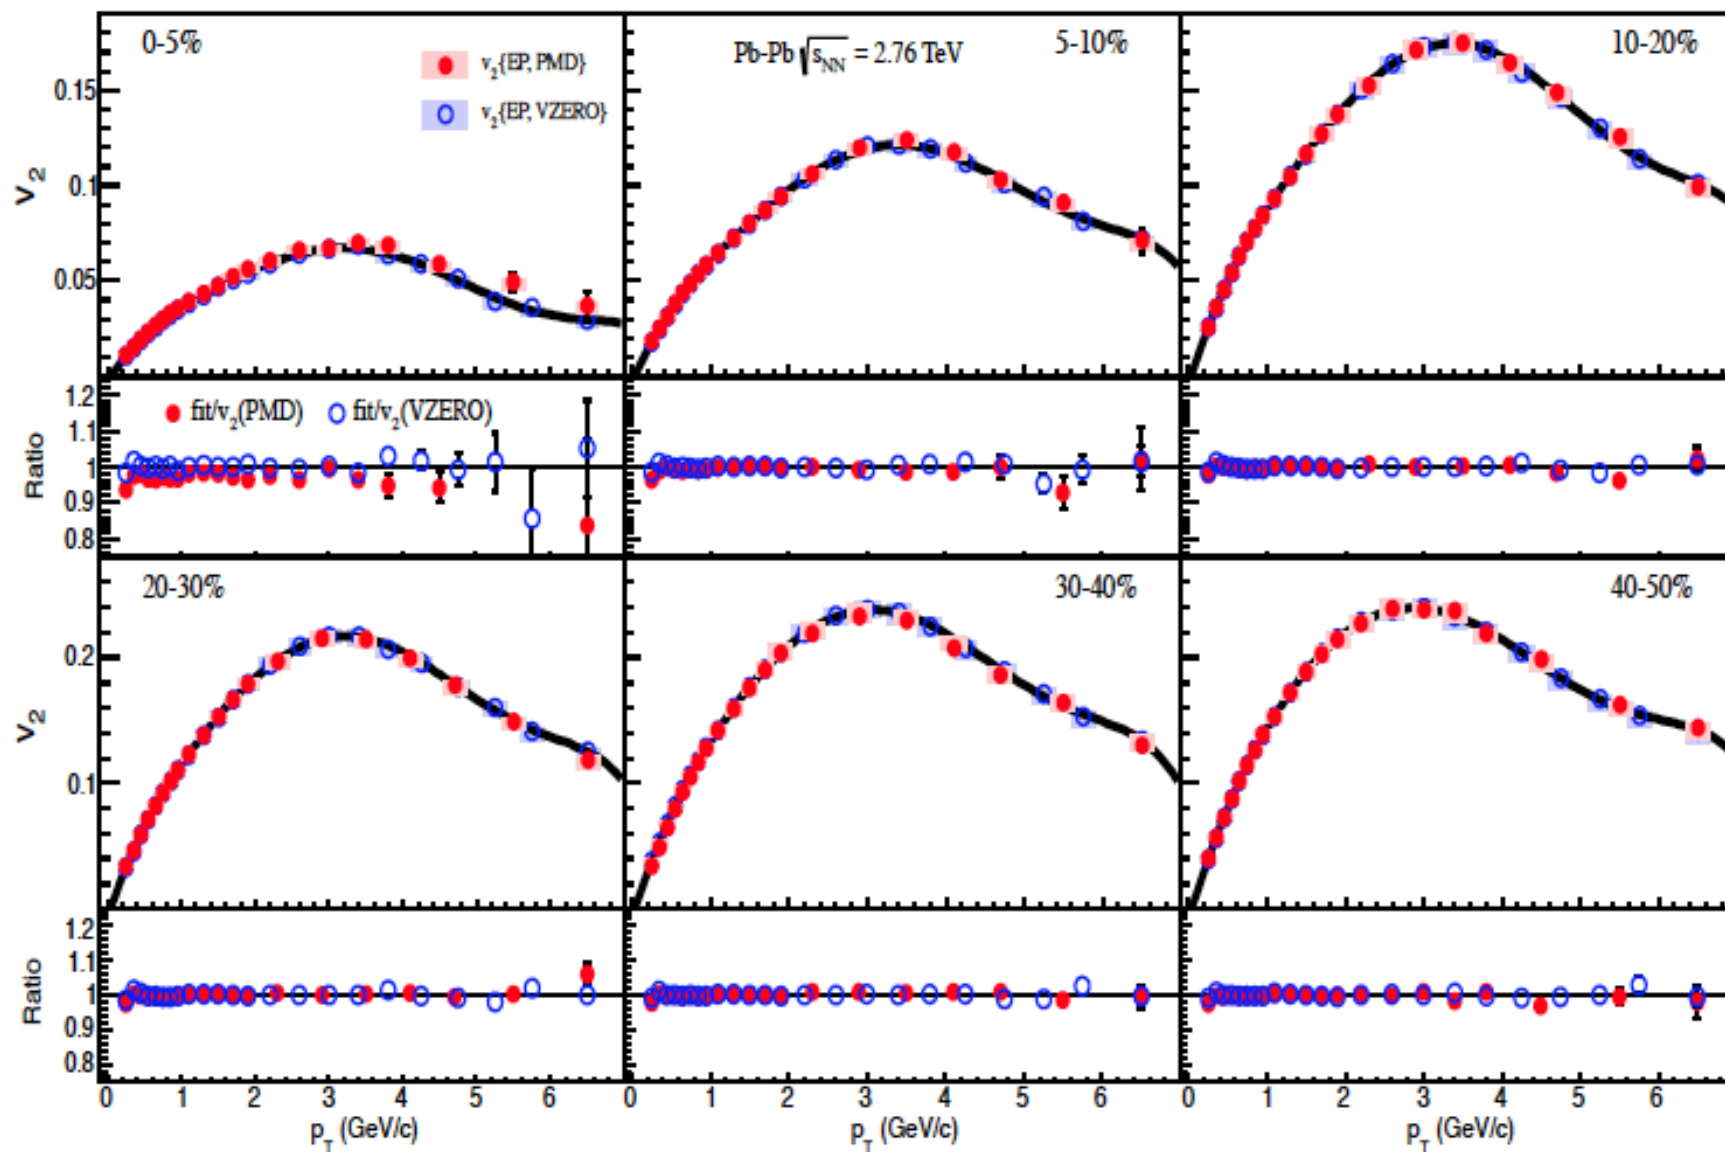 0-5%
v2{EP, PMD}
v2{EP, VZERO}
Pb-Pb √sNN = 2.76 TeV
5-10%
10-20%
0.15
0.1
0.05
v2
fit/v2(PMD) fit/v2(VZERO)
1.2
1.1
1
0.9
0.8
Ratio
20-30%
30-40%
40-50%
0.2
0.1
v2
1.2
1.1
1
0.9
0.8
Ratio
0 1 2 3 4 5 6 0 1 2 3 4 5 6 0 1 2 3 4 5 6
pT (GeV/c) pT (GeV/c) pT (GeV/c)